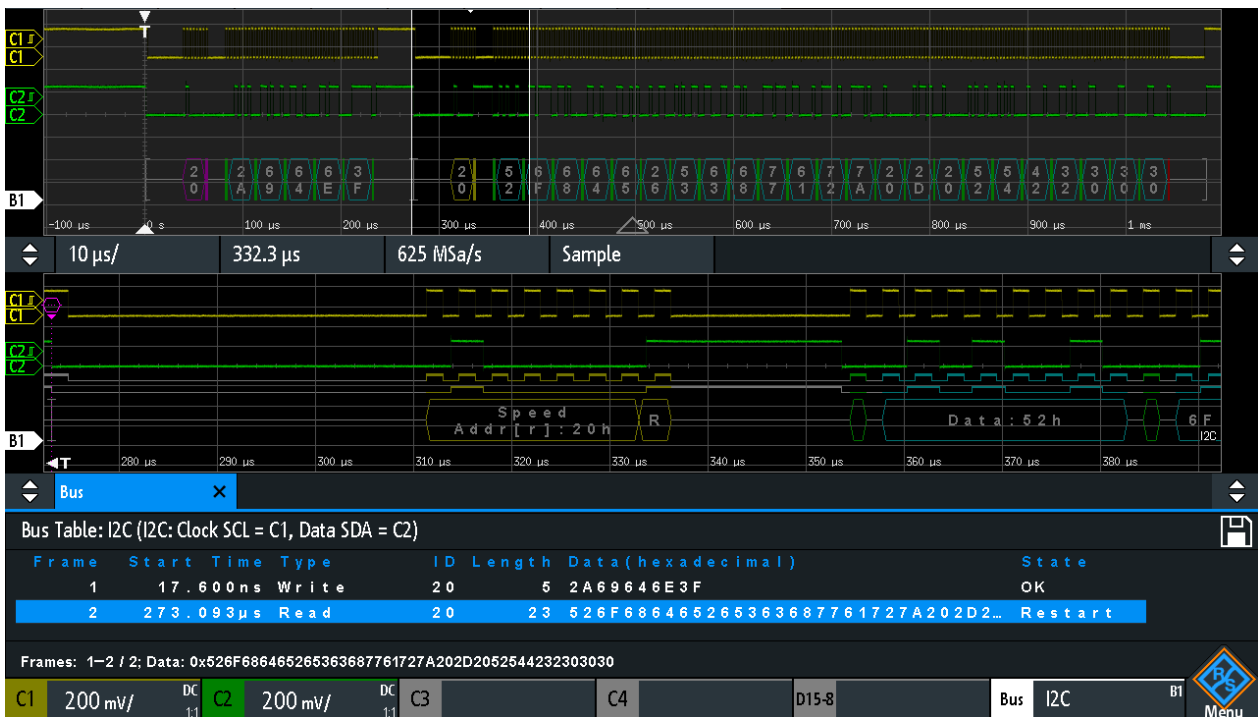 C1
T
C1
C2
C2
2 2 6 6 6 3 2 5 6 6 6 6 2 6 6 6 7 6 7 7 2 2 2 5 5 4 3 3 3 3
0 A 9 4 E F 0 2 F 8 4 5 6 3 3 8 7 1 2 A 0 D 0 2 4 2 2 0 0 0
B1
-100 µs 0 s 100 µs 200 µs 300 µs 400 µs 500 µs 600 µs 700 µs 800 µs 900 µs 1 ms
10 µs/ 332.3 µs 625 MSa/s Sample
C1
C1
C2
C2
Speed
Addr[r]:20h R Data:52h 6F
B1 I2C
T 280 µs 290 µs 300 µs 310 µs 320 µs 330 µs 340 µs 350 µs 360 µs 370 µs 380 µs
Bus ×
Bus Table: I2C (I2C: Clock SCL = C1, Data SDA = C2)
Frame Start Time Type ID Length Data(hexadecimal) State
1 17.600ns Write 20 5 2A69646E3F OK
2 273.093µs Read 20 23 526F686465265363687761727A202D2… Restart
Frames: 1-2 / 2; Data: 0x526F686465265363687761727A202D2052544232303030
C1 200 mV/ DC 1:1 C2 200 mV/ DC 1:1 C3 C4 D15-8 Bus I2C B1
R&S
Menu